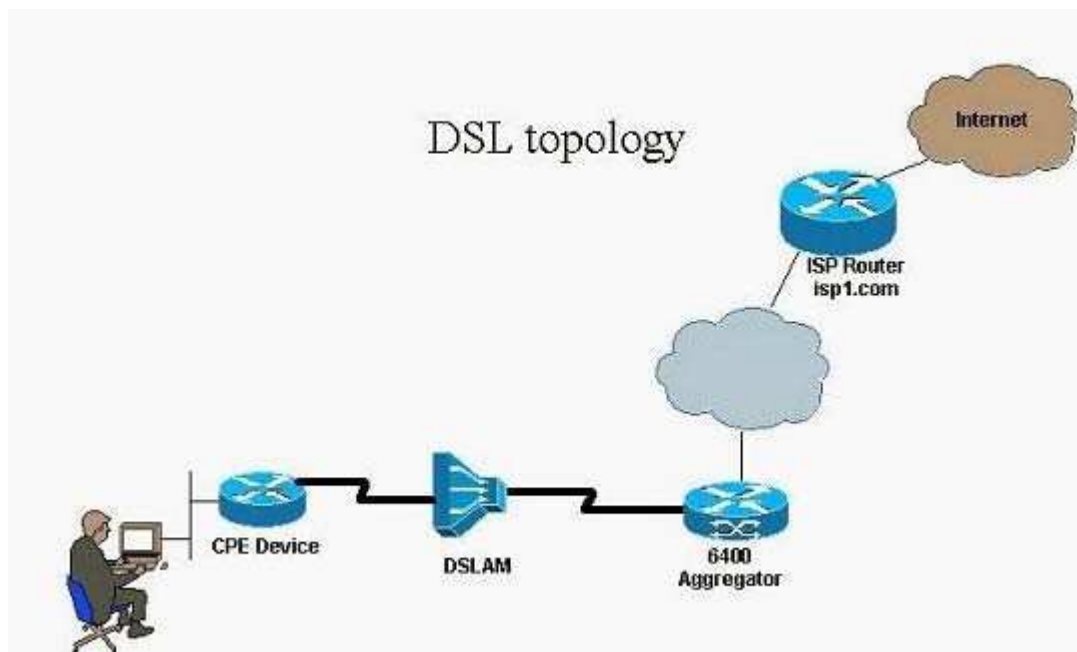 DSL topology
Internet
ISP Router
isp1.com
CPE Device
DSLAM
6400
Aggregator